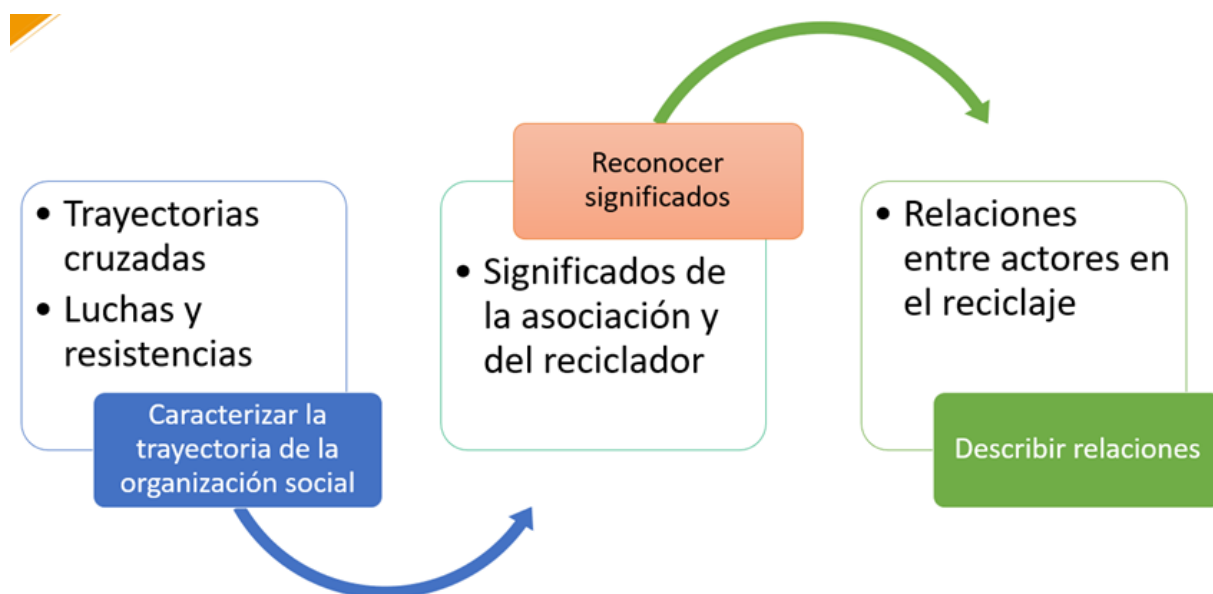 • Trayectorias
cruzadas
• Luchas y
resistencias
Caracterizar la
trayectoria de la
organización social
Reconocer
significados
• Significados de
la asociación y
del reciclador
• Relaciones
entre actores en
el reciclaje
Describir relaciones